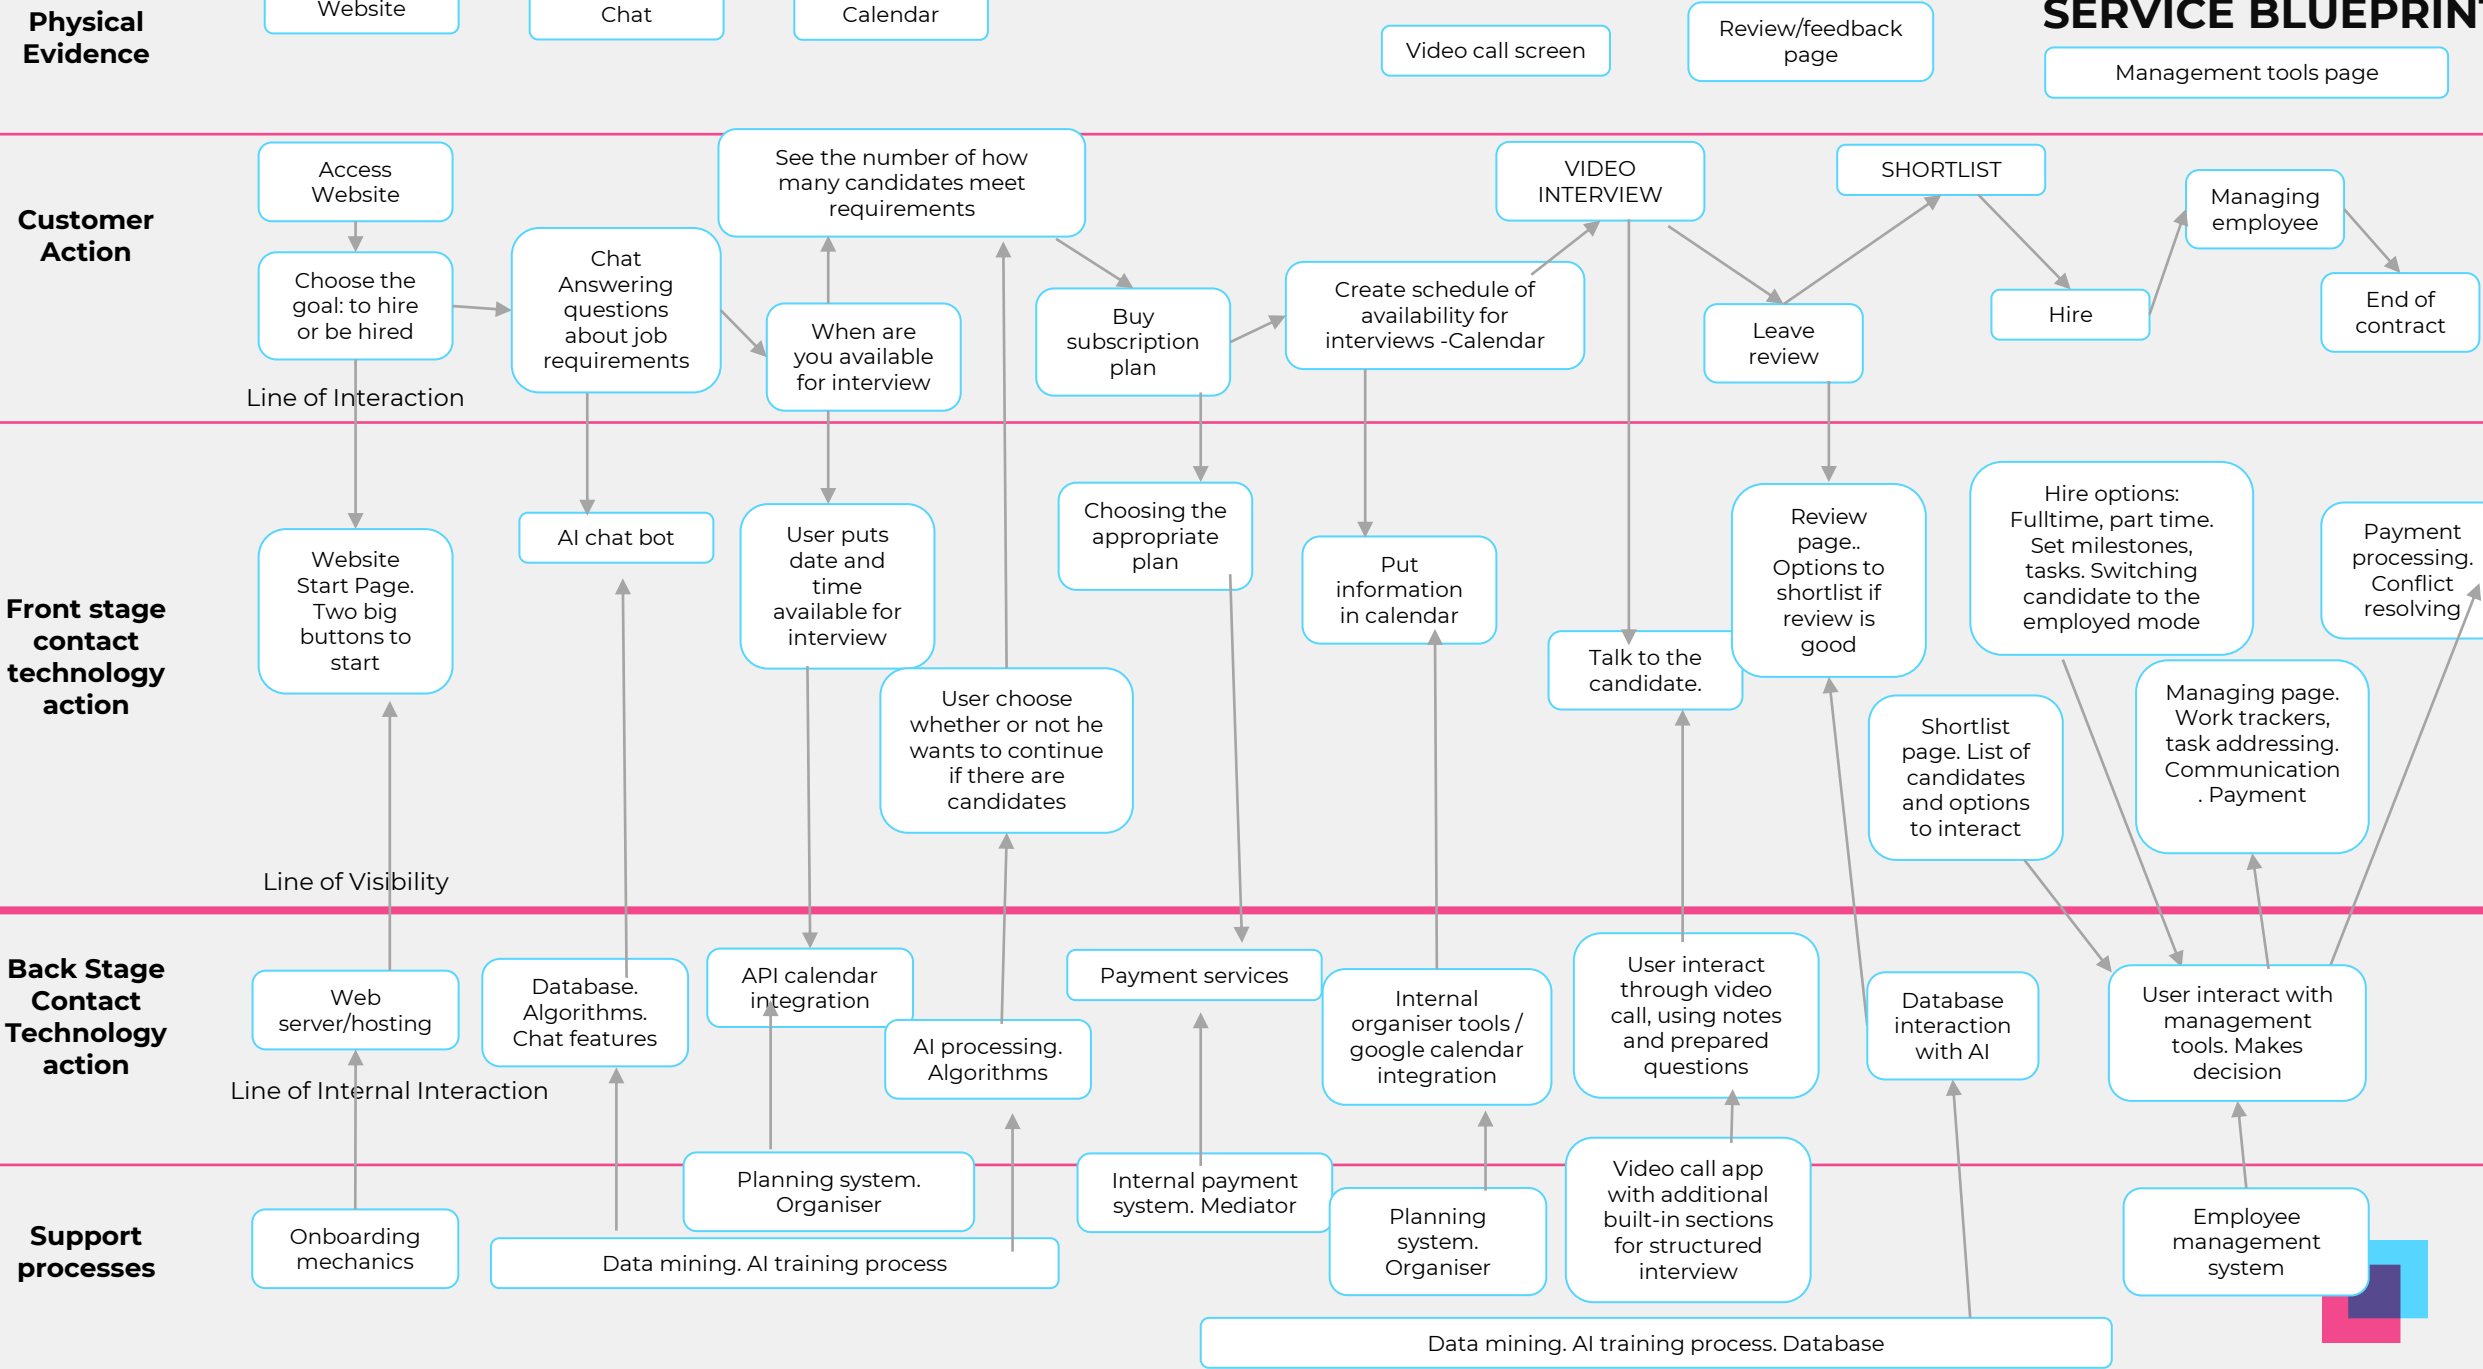 Physical
Evidence
Website
Chat
Calendar
Video call screen
Review/feedback
page
SERVICE BLUEPRINT
Management tools page
Customer
Action
Access
Website
Choose the
goal: to hire
or be hired
Chat
Answering
questions
about job
requirements
See the number of how
many candidates meet
requirements
When are
you available
for interview
Buy
subscription
plan
Create schedule of
availability for
interviews -Calendar
VIDEO
INTERVIEW
Leave
review
SHORTLIST
Hire
Managing
employee
End of
contract
Line of Interaction
Front stage
contact
technology
action
Website
Start Page.
Two big
buttons to
start
AI chat bot
User puts
date and
time
available for
interview
User choose
whether or not he
wants to continue
if there are
candidates
Choosing the
appropriate
plan
Put
information
in calendar
Talk to the
candidate.
Review
page..
Options to
shortlist if
review is
good
Shortlist
page. List of
candidates
and options
to interact
Hire options:
Fulltime, part time.
Set milestones,
tasks. Switching
candidate to the
employed mode
Managing page.
Work trackers,
task addressing.
Communication
. Payment
Payment
processing.
Conflict
resolving
Line of Visibility
Back Stage
Contact
Technology
action
Web
server/hosting
Database.
Algorithms.
Chat features
API calendar
integration
AI processing.
Algorithms
Payment services
Internal
organiser tools /
google calendar
integration
User interact
through video
call, using notes
and prepared
questions
Database
interaction
with AI
User interact with
management
tools. Makes
decision
Line of Internal Interaction
Support
processes
Onboarding
mechanics
Planning system.
Organiser
Data mining. AI training process
Internal payment
system. Mediator
Planning
system.
Organiser
Video call app
with additional
built-in sections
for structured
interview
Employee
management
system
Data mining. AI training process. Database